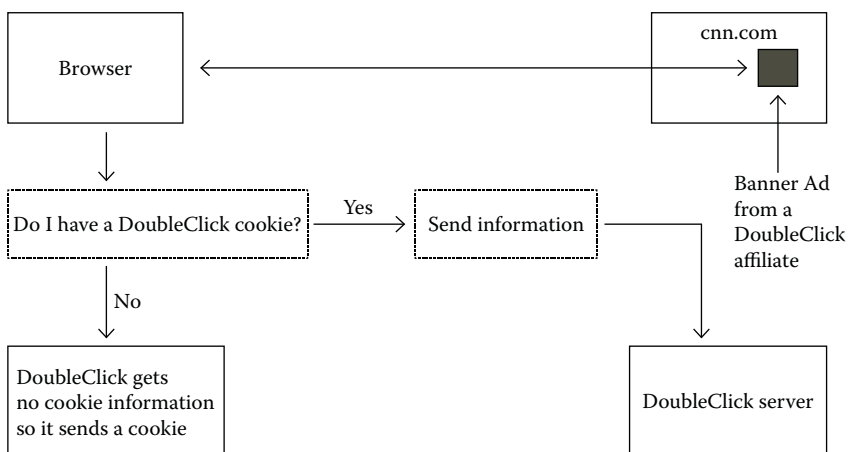 Browser
cnn.com
Banner Ad
from a
DoubleClick
affiliate
Do I have a DoubleClick cookie?
Yes
Send information
No
DoubleClick gets
no cookie information
so it sends a cookie
DoubleClick server